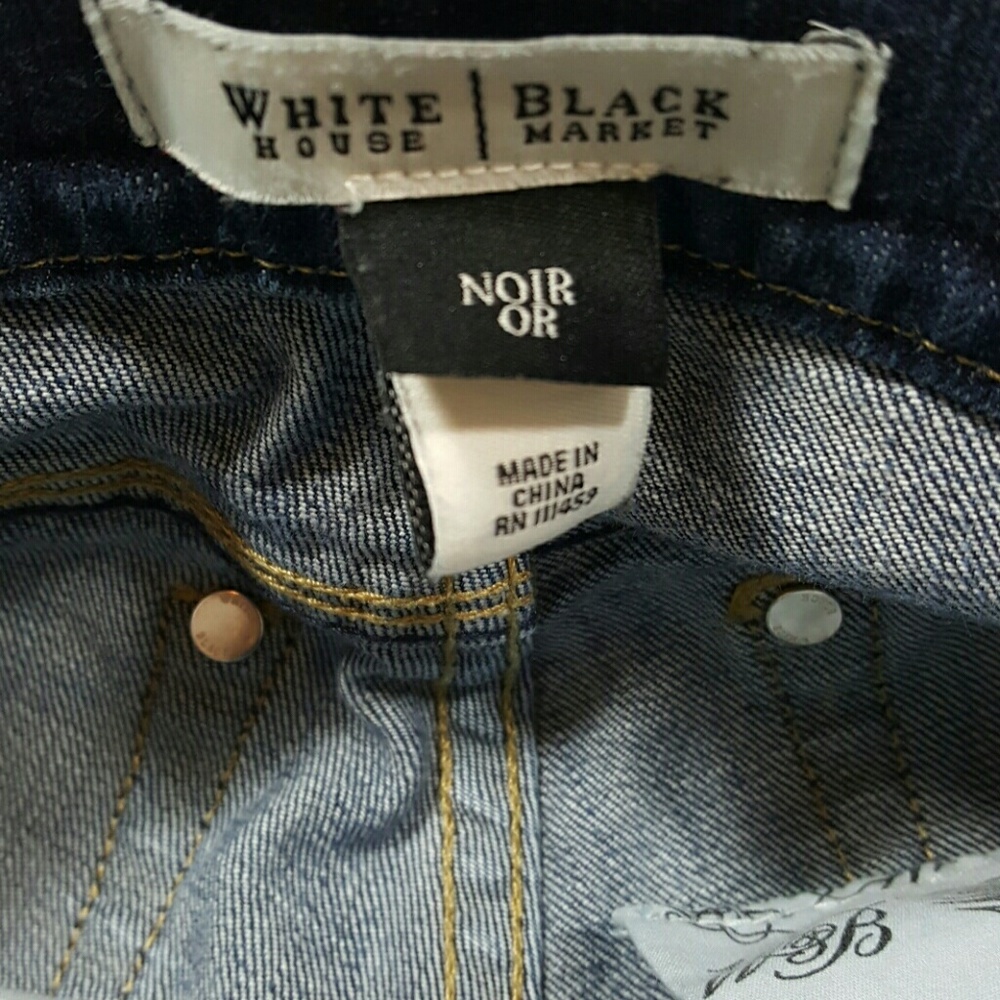 WHITE | BLACK
HOUSE MARKET
NOIR
OR
MADE IN
CHINA
RN 111459